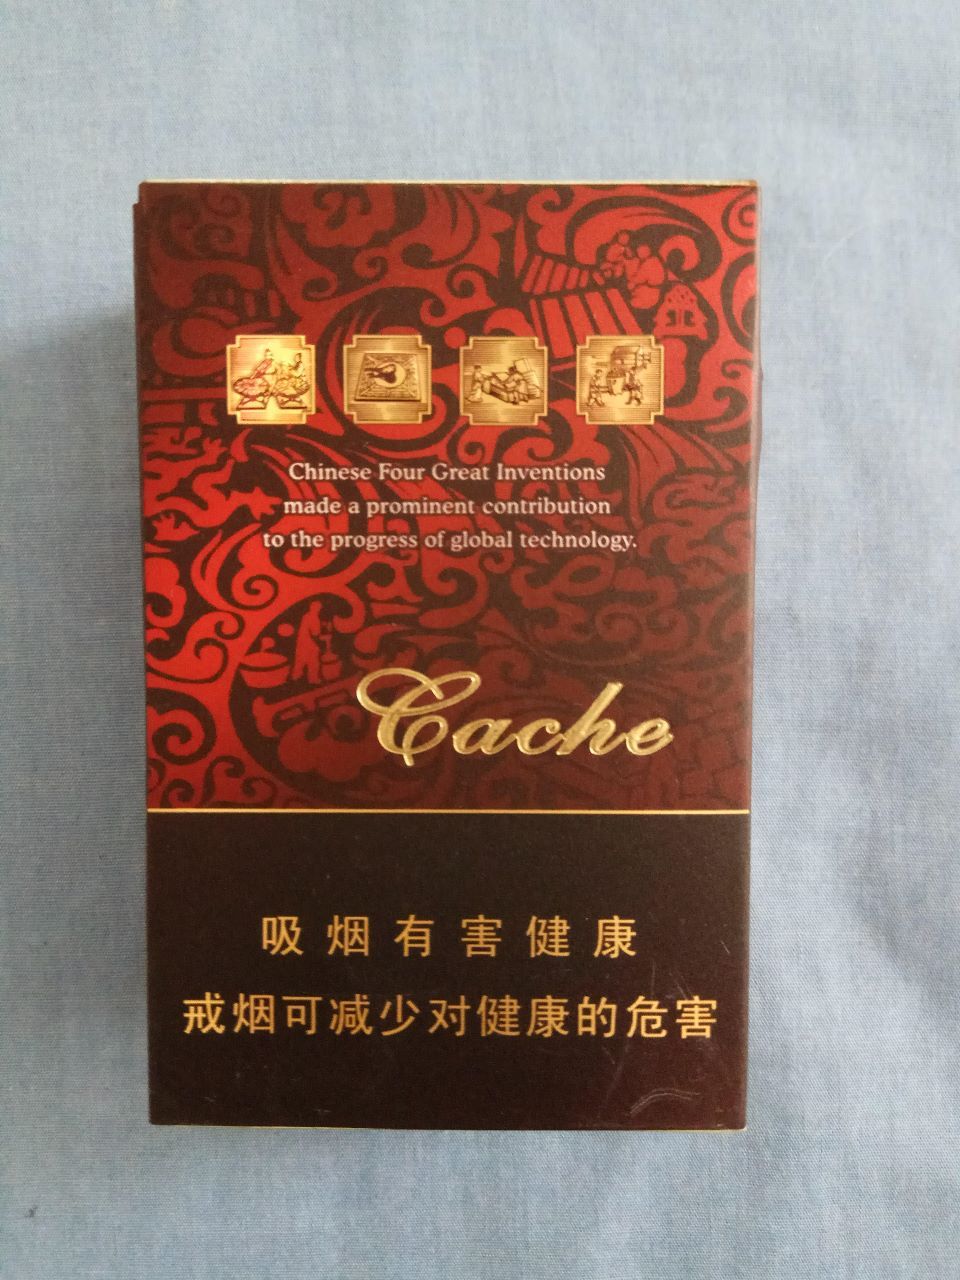 Chinese Four Great Inventions
made a prominent contribution
to the progress of global technology.
Cache
吸烟有害健康
戒烟可减少对健康的危害